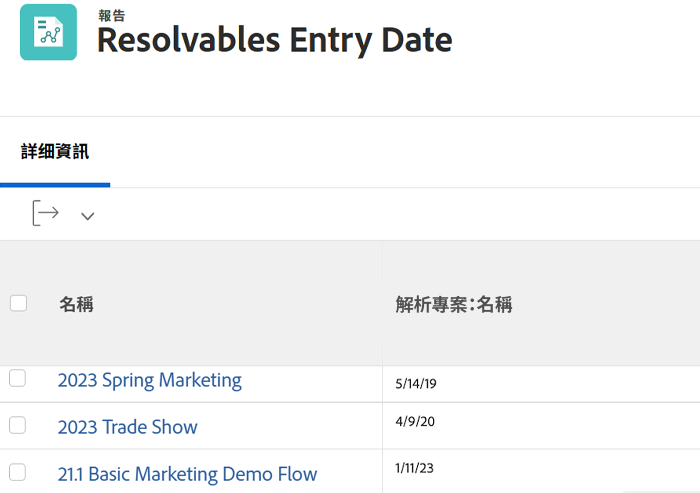 報告
Resolvables Entry Date
詳細資訊
名稱 解析專案：名稱
2023 Spring Marketing 5/14/19
2023 Trade Show 4/9/20
21.1 Basic Marketing Demo Flow 1/11/23